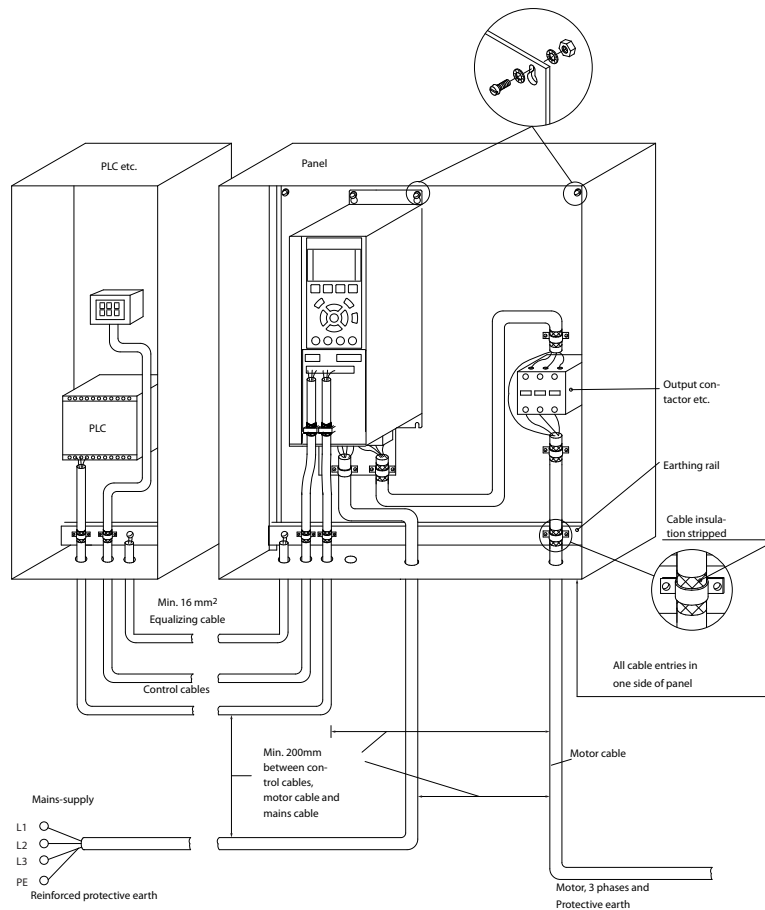 PLC etc.
Panel
PLC
Output con-
tactor etc.
Earthing rail
Cable insula-
tion stripped
Min. 16 mm²
Equalizing cable
All cable entries in
one side of panel
Control cables
Min. 200mm
between con-
trol cables,
motor cable and
mains cable
Motor cable
Mains-supply
L1
L2
L3
PE
Reinforced protective earth
Motor, 3 phases and
Protective earth